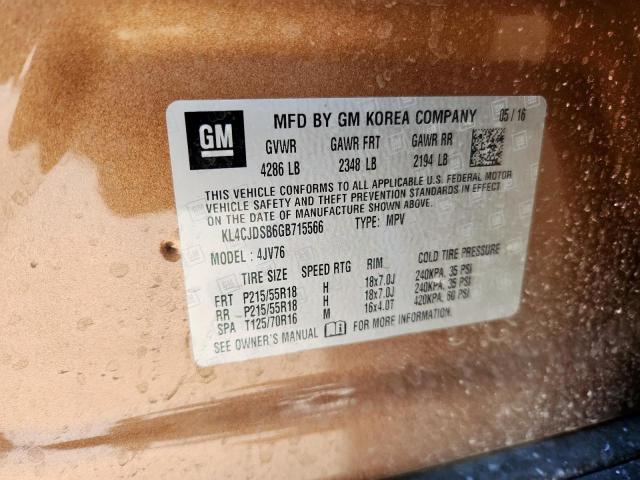 GM
MFD BY GM KOREA COMPANY 05/16
GVWR GAWR FRT GAWR RR
4286 LB 2348 LB 2194 LB
THIS VEHICLE CONFORMS TO ALL APPLICABLE U.S. FEDERAL MOTOR
VEHICLE SAFETY AND THEFT PREVENTION STANDARDS IN EFFECT
ON THE DATE OF MANUFACTURE SHOWN ABOVE.
KL4CJDSB6GB715566 TYPE: MPV
MODEL: 4JV76
TIRE SIZE SPEED RTG RIM COLD TIRE PRESSURE
FRT P215/55R18 H 18x7.0J 240KPA, 35 PSI
RR P215/55R18 H 18x7.0J 240KPA, 35 PSI
SPA T125/70R16 M 16x4.0T 420KPA, 60 PSI
SEE OWNER'S MANUAL FOR MORE INFORMATION.